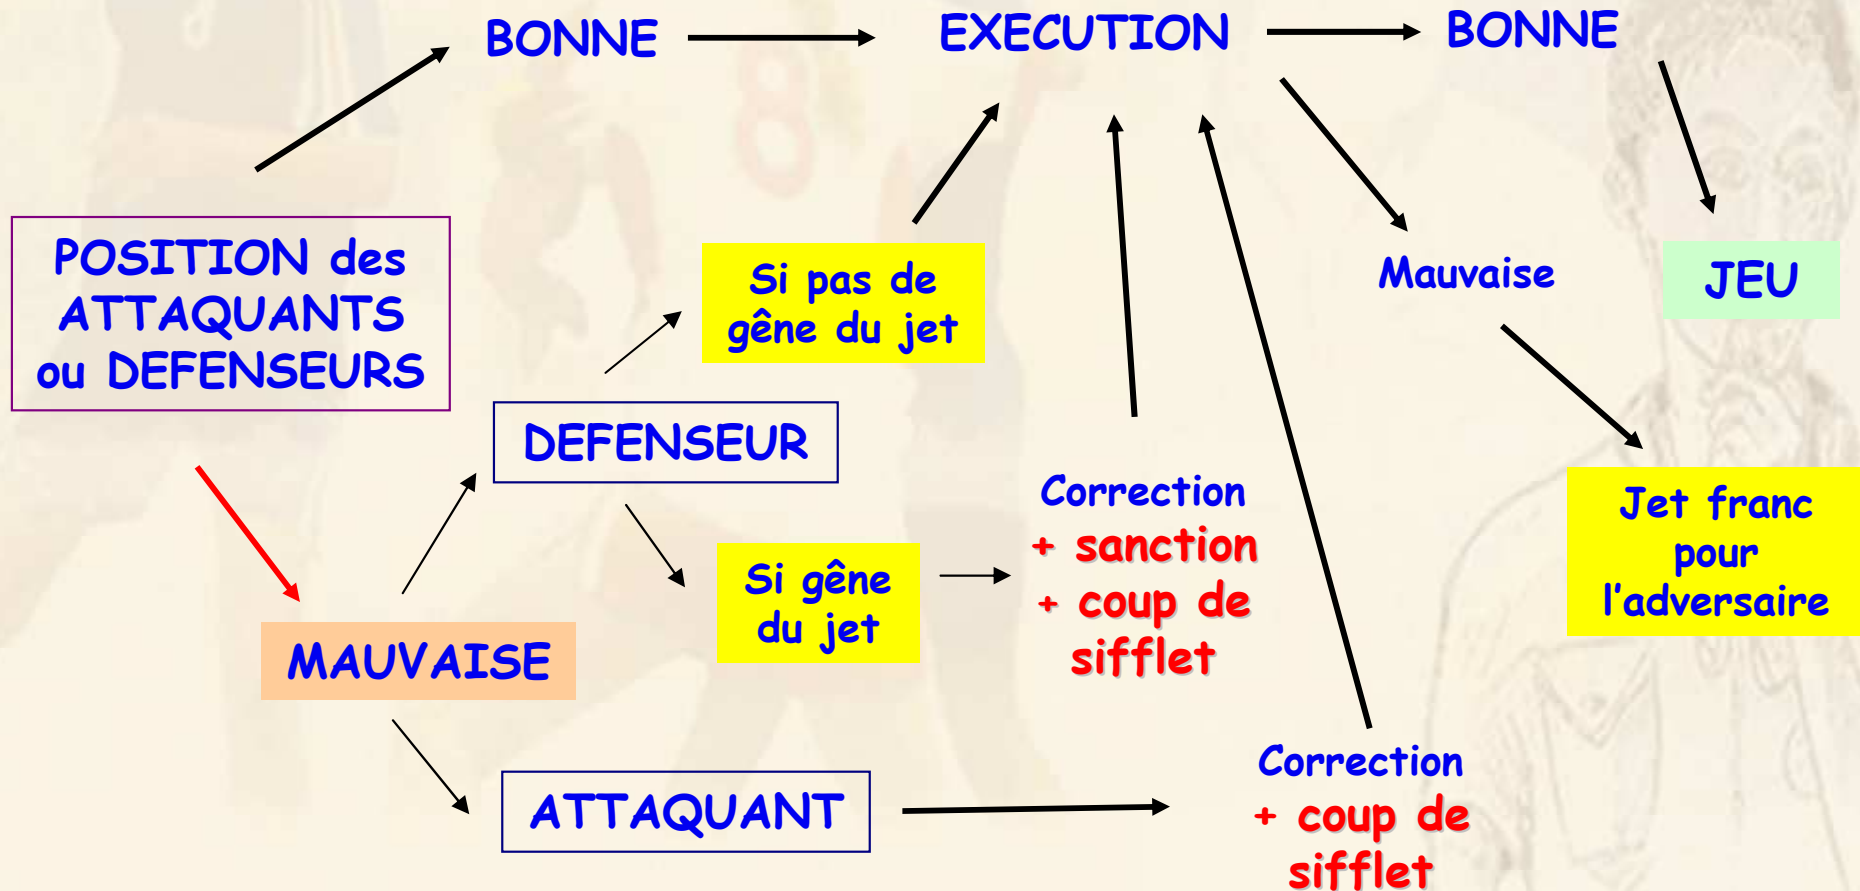 BONNE
EXECUTION
BONNE
POSITION des
ATTAQUANTS
ou DEFENSEURS
Si pas de
gêne du jet
Mauvaise
JEU
DEFENSEUR
Correction
+ sanction
+ coup de
sifflet
Jet franc
pour
l'adversaire
Si gêne
du jet
MAUVAISE
ATTAQUANT
Correction
+ coup de
sifflet